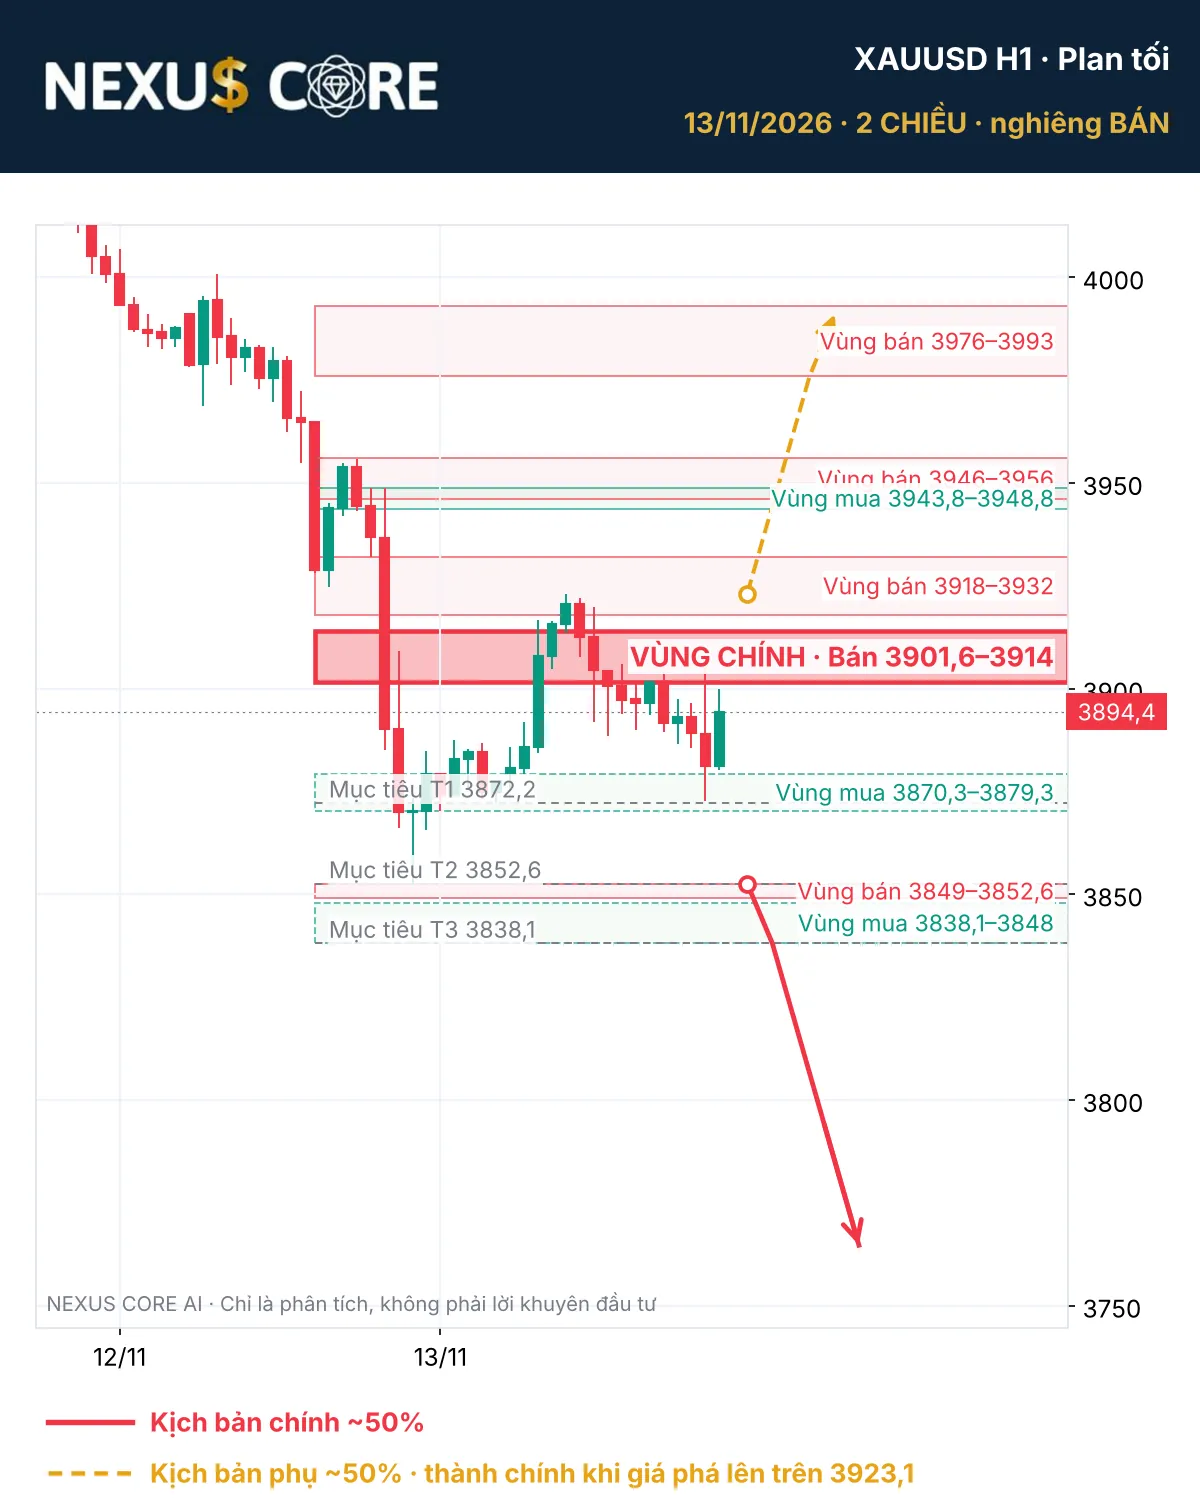 NEXU$ CORE
XAUUSD H1 · Plan tối
13/11/2026 · 2 CHIỀU · nghiêng BÁN
4000
Vùng bán 3976–3993
Vùng bán 3946–3956
3950
Vùng mua 3943,8–3948,8
Vùng bán 3918–3932
VÙNG CHÍNH · Bán 3901,6–3914
3900
3894,4
Mục tiêu T1 3872,2
Vùng mua 3870,3–3879,3
Mục tiêu T2 3852,6
Vùng bán 3849–3852,6
3850
Mục tiêu T3 3838,1
Vùng mua 3838,1–3848
3800
NEXUS CORE AI · Chỉ là phân tích, không phải lời khuyên đầu tư
3750
12/11
13/11
Kịch bản chính ~50%
Kịch bản phụ ~50% · thành chính khi giá phá lên trên 3923,1